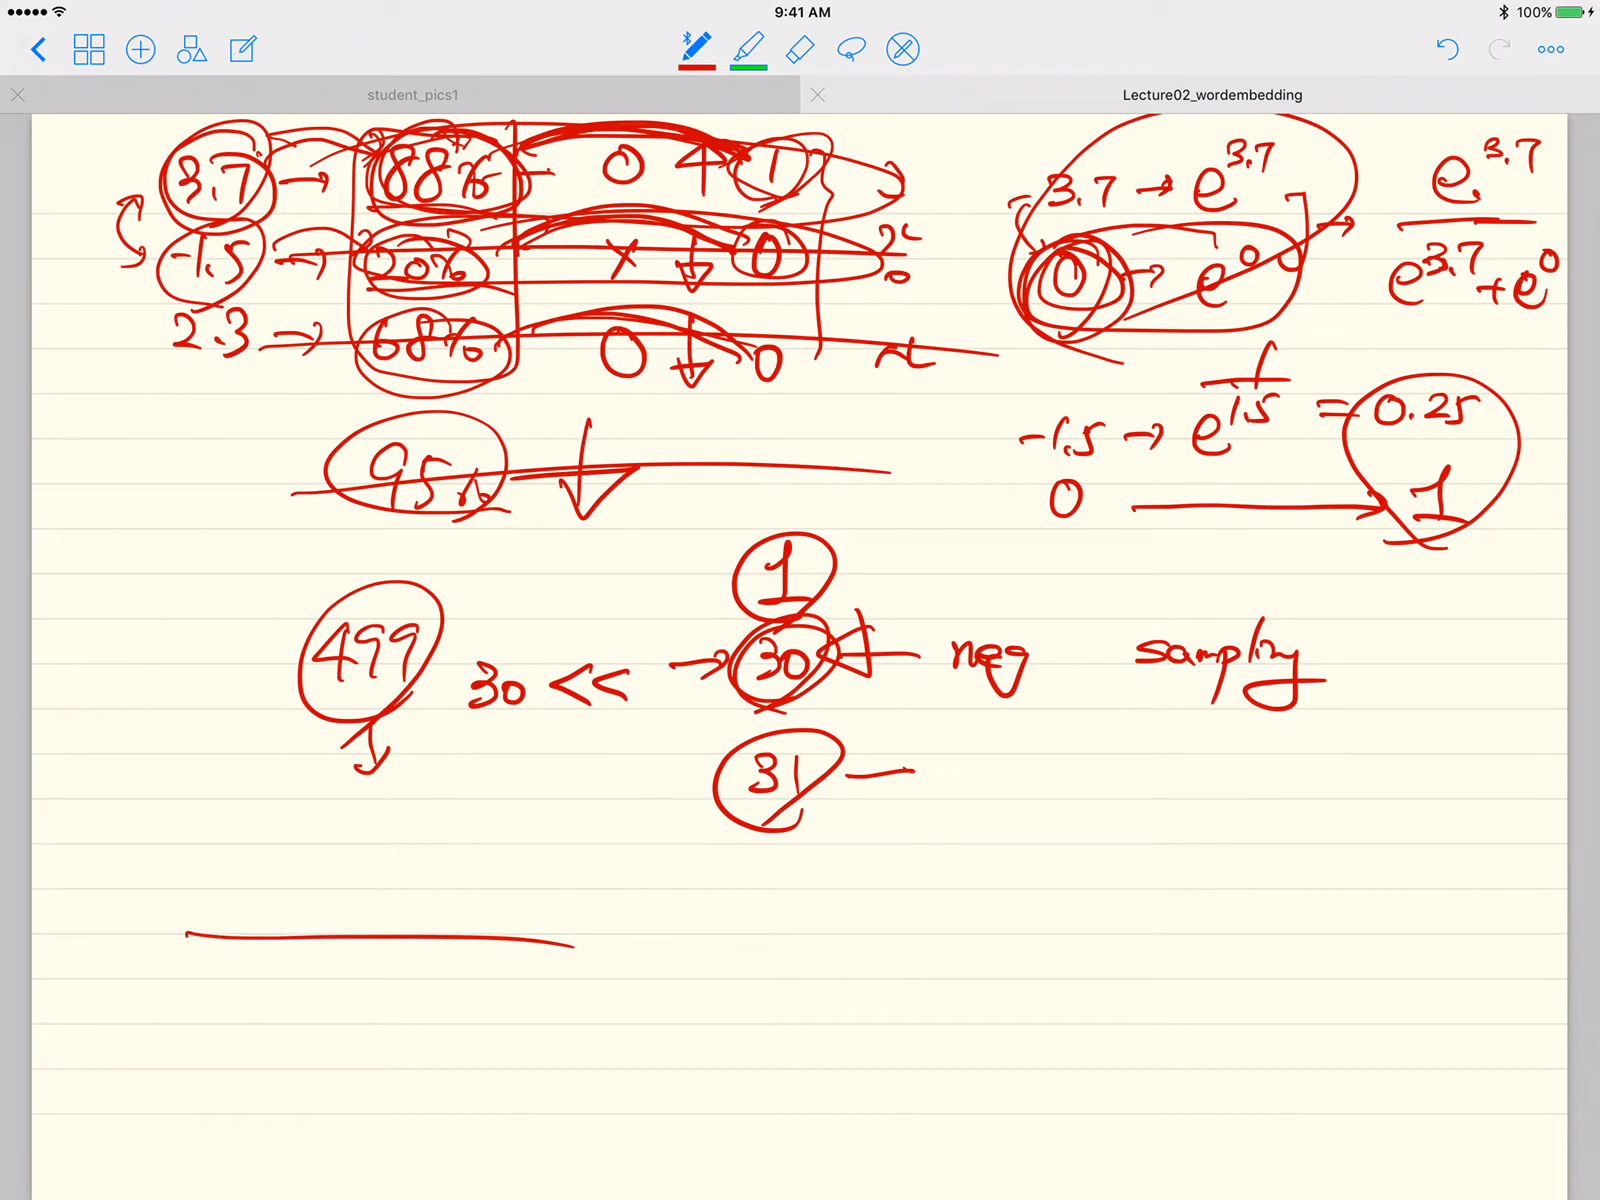 9:41 AM
100%
student_pics1
Lecture02_wordembedding
3.7 → 88% 0 1
-1.5 → 20% x 0
2.3 → 68% 0 0
95%
3.7 → e^3.7
0 → e^0
e^3.7
e^3.7 + e^0
1
-1.5 → e^1.5 = 0.25
0 → 1
1
499 30 << → 30 ← neg sampling
31 —